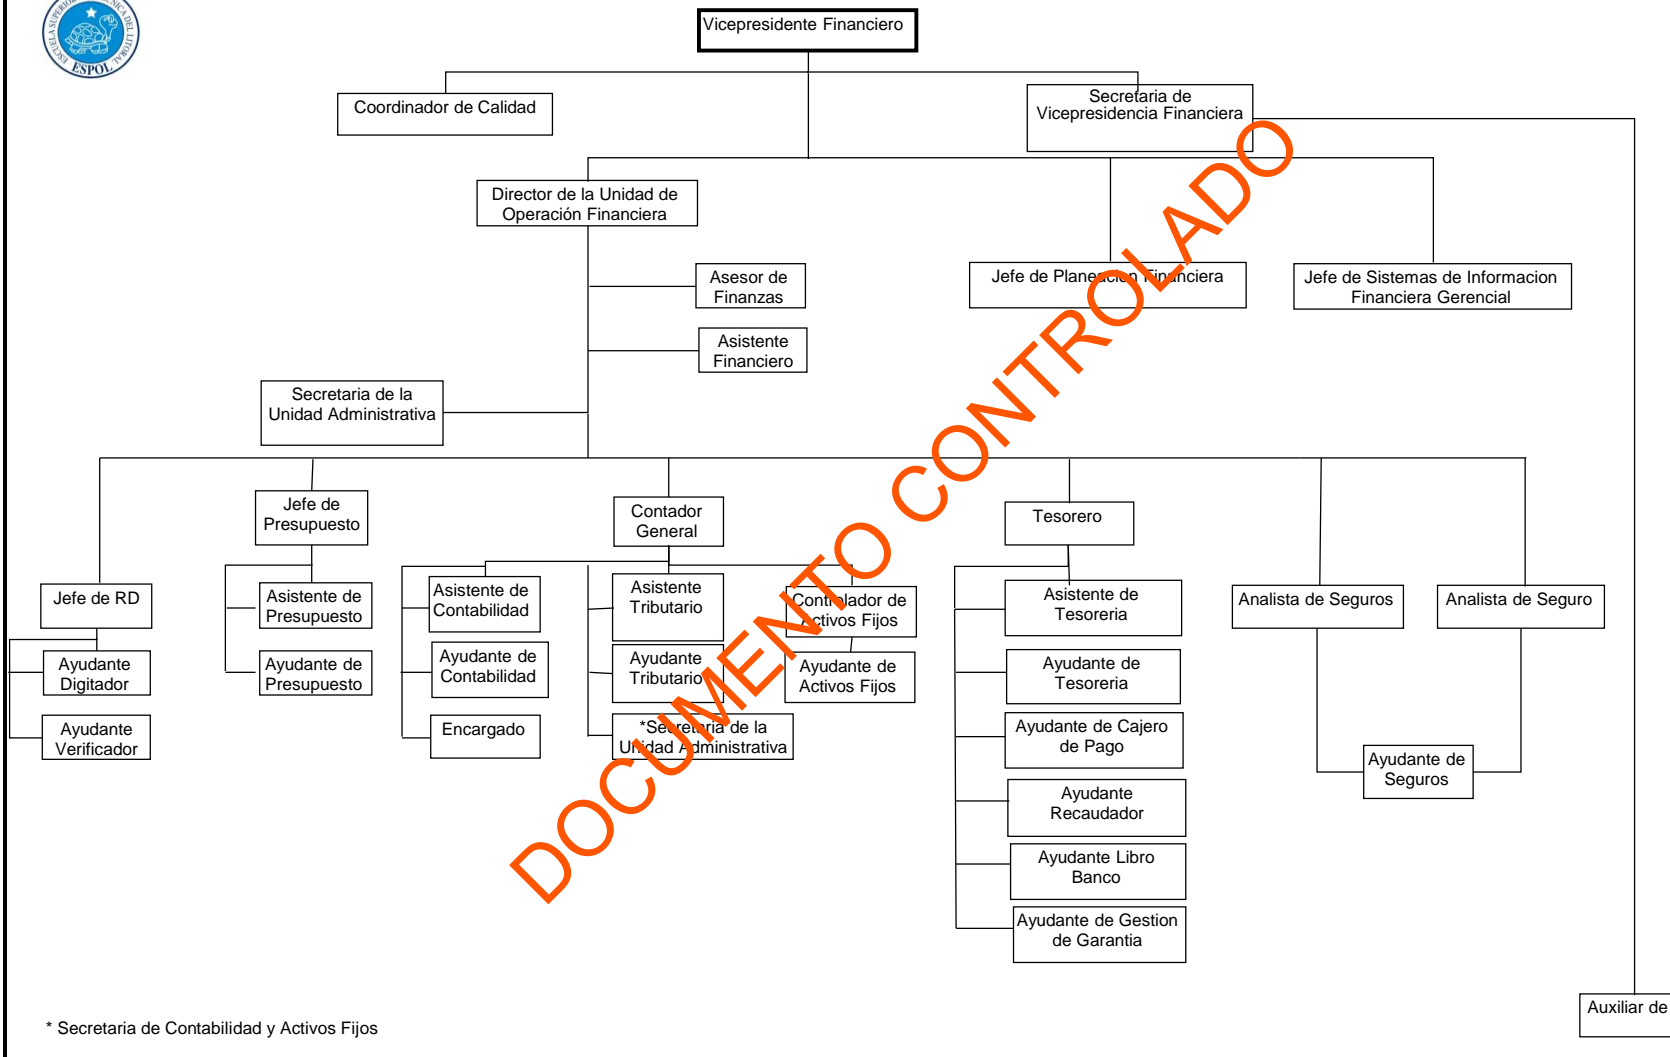 ESCUELA SUPERIOR POLITECNICA DEL LITORAL
ESPOL
Vicepresidente Financiero
Coordinador de Calidad
Secretaria de
Vicepresidencia Financiera
Director de la Unidad de
Operación Financiera
Asesor de
Finanzas
Jefe de Planeacion Financiera
Jefe de Sistemas de Informacion
Financiera Gerencial
Asistente
Financiero
Secretaria de la
Unidad Administrativa
Jefe de
Presupuesto
Contador
General
Tesorero
Jefe de RD
Asistente de
Presupuesto
Asistente de
Contabilidad
Asistente
Tributario
Controlador de
Activos Fijos
Asistente de
Tesoreria
Analista de Seguros
Analista de Seguro
Ayudante
Digitador
Ayudante de
Presupuesto
Ayudante de
Contabilidad
Ayudante
Tributario
Ayudante de
Activos Fijos
Ayudante de
Tesoreria
Ayudante
Verificador
Encargado
*Secretaria de la
Unidad Administrativa
Ayudante de Cajero
de Pago
Ayudante de
Seguros
Ayudante
Recaudador
Ayudante Libro
Banco
Ayudante de Gestion
de Garantia
Auxiliar de
* Secretaria de Contabilidad y Activos Fijos
DOCUMENTO CONTROLADO